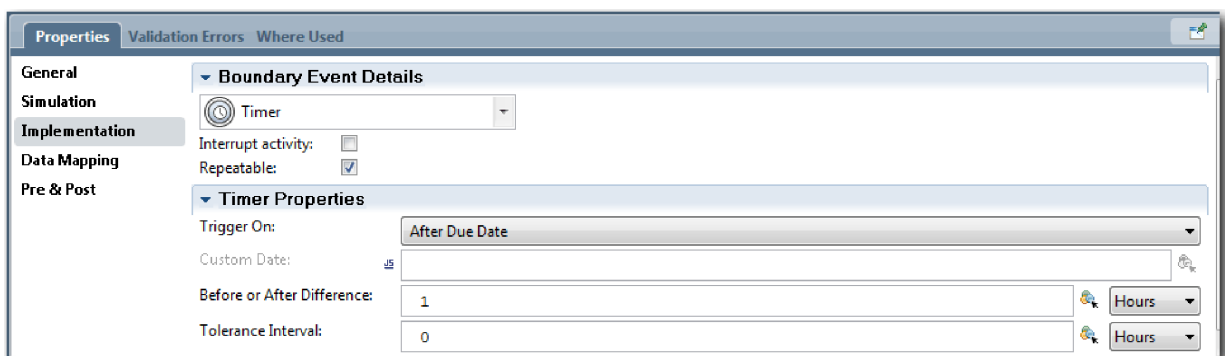 Properties Validation Errors Where Used
General
Simulation
Implementation
Data Mapping
Pre & Post
Boundary Event Details
Timer
Interrupt activity:
Repeatable:
Timer Properties
Trigger On: After Due Date
Custom Date: JS
Before or After Difference: 1 Hours
Tolerance Interval: 0 Hours